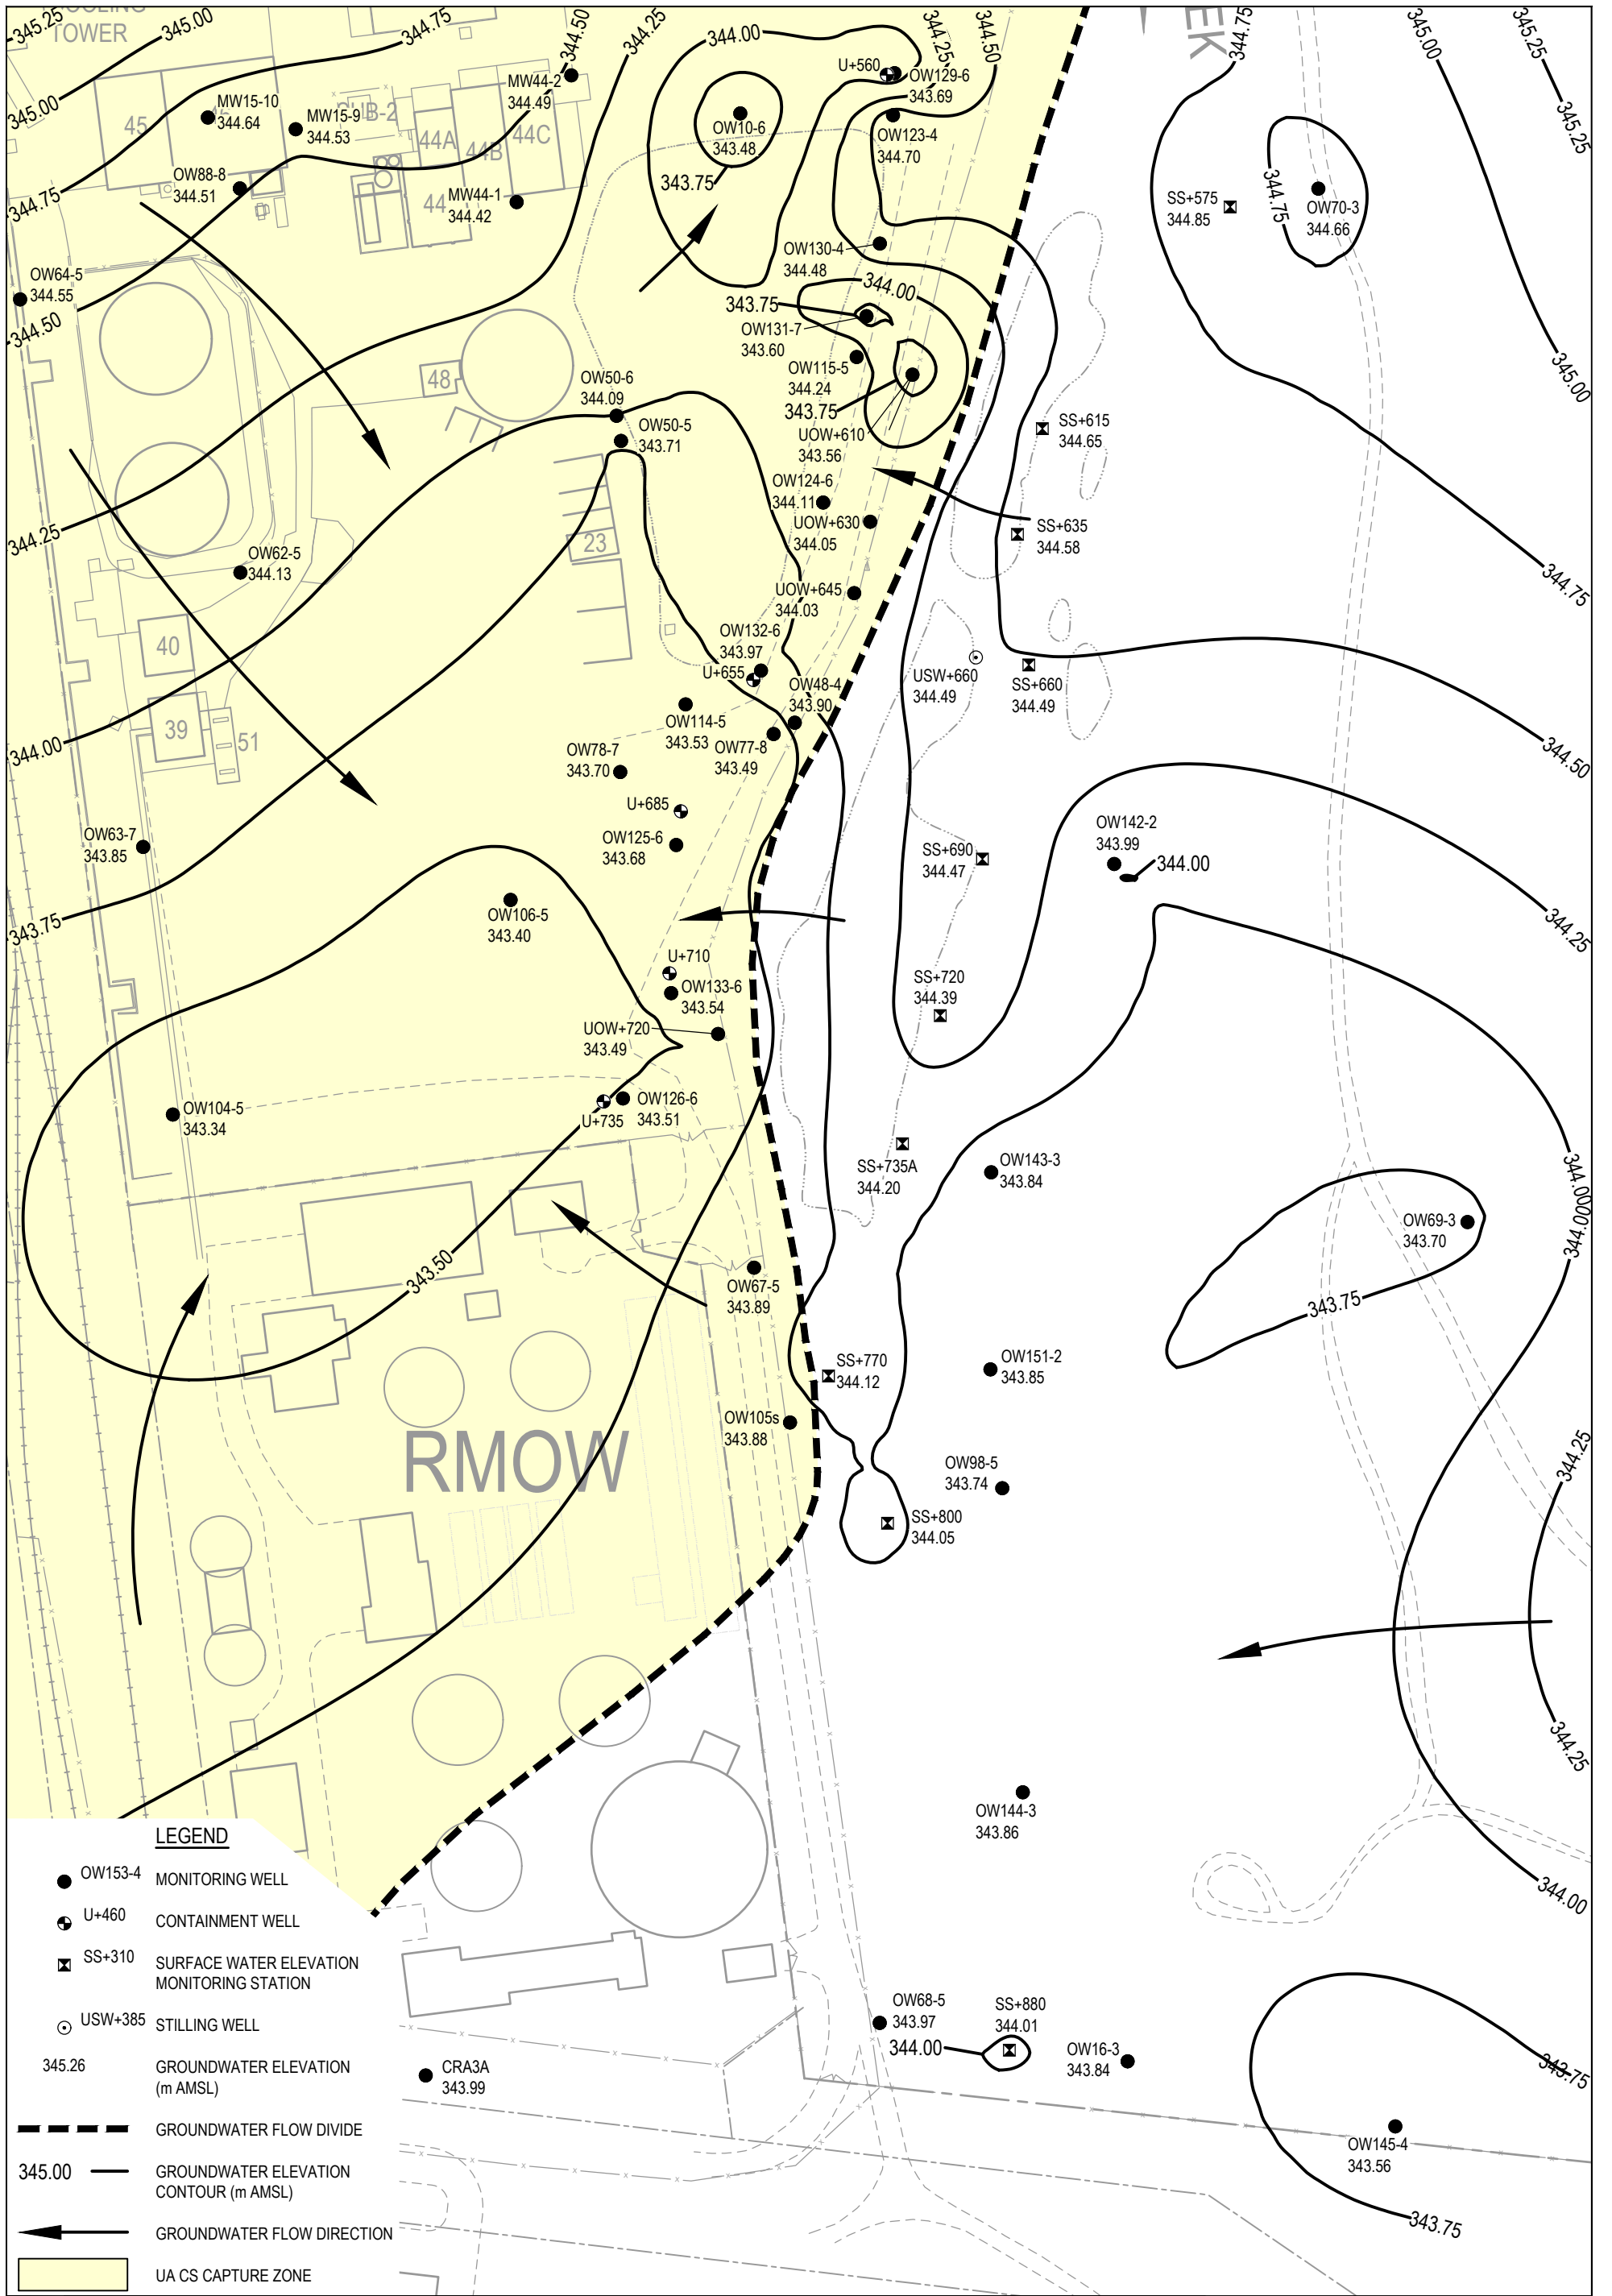 COOLING
TOWER
345.25
345.00
344.75
344.50
344.25
344.00
344.25
344.50
EEK
344.75
345.00
345.25
345.00
344.75
344.50
345.25
45
MW15-10
344.64
MW15-9
344.53
SUB-2
44A
44B
44C
44
MW44-2
344.49
MW44-1
344.42
OW88-8
344.51
OW64-5
344.55
U+560
OW129-6
343.69
OW10-6
343.48
343.75
OW123-4
344.70
SS+575
344.85
344.75
OW70-3
344.66
OW130-4
344.48
344.00
343.75
OW131-7
343.60
OW115-5
344.24
343.75
UOW+610
343.56
345.00
48
OW50-6
344.09
OW50-5
343.71
SS+615
344.65
OW124-6
344.11
UOW+630
344.05
SS+635
344.58
344.25
23
OW62-5
344.13
UOW+645
344.03
344.75
OW132-6
343.97
U+655
USW+660
344.49
SS+660
344.49
40
39
51
OW48-4
343.90
OW114-5
343.53
OW77-8
343.49
344.00
344.50
OW78-7
343.70
U+685
OW125-6
343.68
OW63-7
343.85
SS+690
344.47
OW142-2
343.99
344.00
OW106-5
343.40
343.75
344.25
U+710
OW133-6
343.54
SS+720
344.39
UOW+720
343.49
OW104-5
343.34
U+735
OW126-6
343.51
SS+735A
344.20
OW143-3
343.84
344.00
344.00
OW69-3
343.70
343.50
OW67-5
343.89
343.75
SS+770
344.12
OW151-2
343.85
OW105s
343.88
RMOW
OW98-5
343.74
344.25
SS+800
344.05
344.25
OW144-3
343.86
344.00
OW68-5
343.97
SS+880
344.01
344.00
OW16-3
343.84
343.75
OW145-4
343.56
343.75
CRA3A
343.99
LEGEND
OW153-4 MONITORING WELL
U+460 CONTAINMENT WELL
SS+310 SURFACE WATER ELEVATION
MONITORING STATION
USW+385 STILLING WELL
345.26 GROUNDWATER ELEVATION
(m AMSL)
GROUNDWATER FLOW DIVIDE
345.00 GROUNDWATER ELEVATION
CONTOUR (m AMSL)
GROUNDWATER FLOW DIRECTION
UA CS CAPTURE ZONE